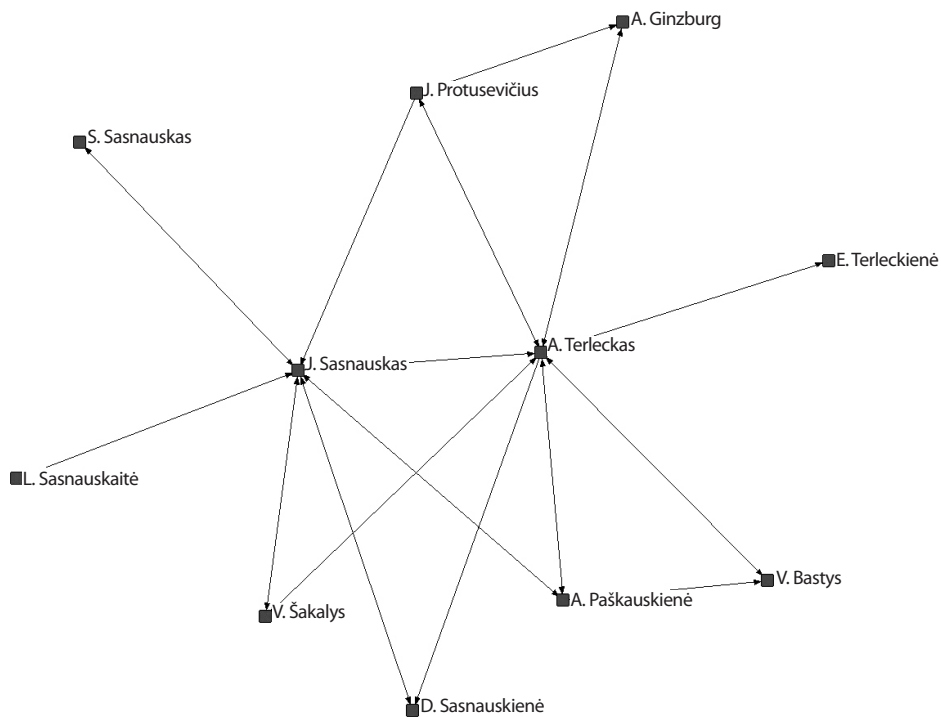 A. Ginzburg
J. Protusevičius
S. Sasnauskas
E. Terleckienė
A. Terleckas
J. Sasnauskas
L. Sasnauskaitė
V. Bastys
A. Paškauskienė
V. Šakalys
D. Sasnauskienė